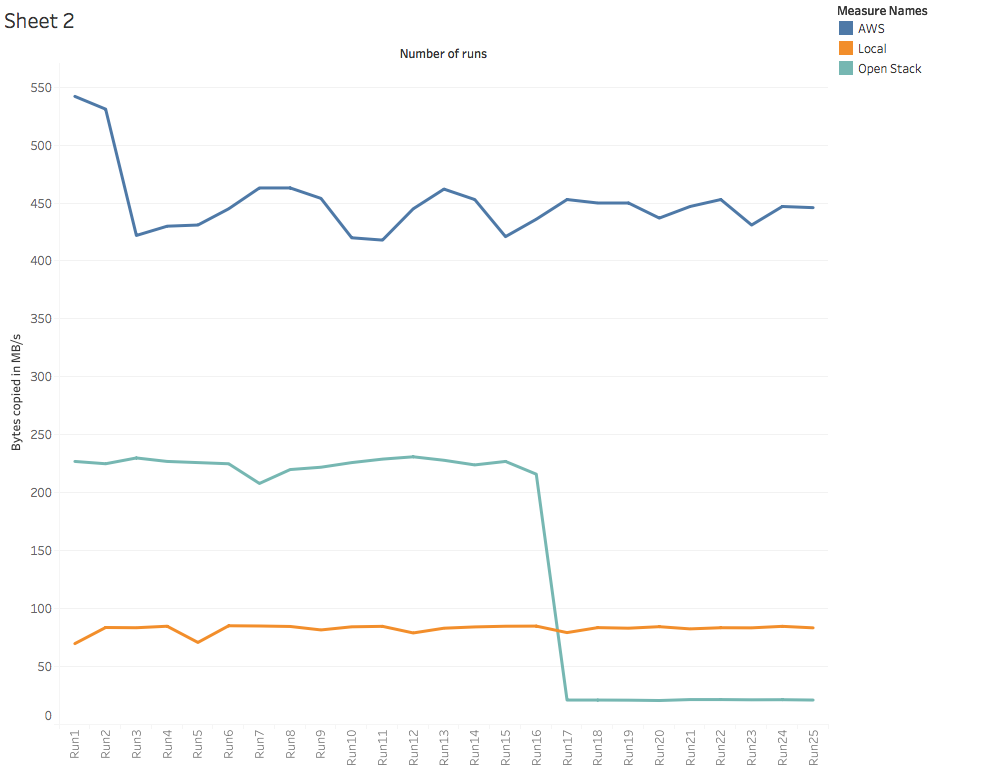 Sheet 2
Measure Names
AWS
Local
Open Stack
Number of runs
Bytes copied in MB/s
550
500
450
400
350
300
250
200
150
100
50
0
Run1
Run2
Run3
Run4
Run5
Run6
Run7
Run8
Run9
Run10
Run11
Run12
Run13
Run14
Run15
Run16
Run17
Run18
Run19
Run20
Run21
Run22
Run23
Run24
Run25